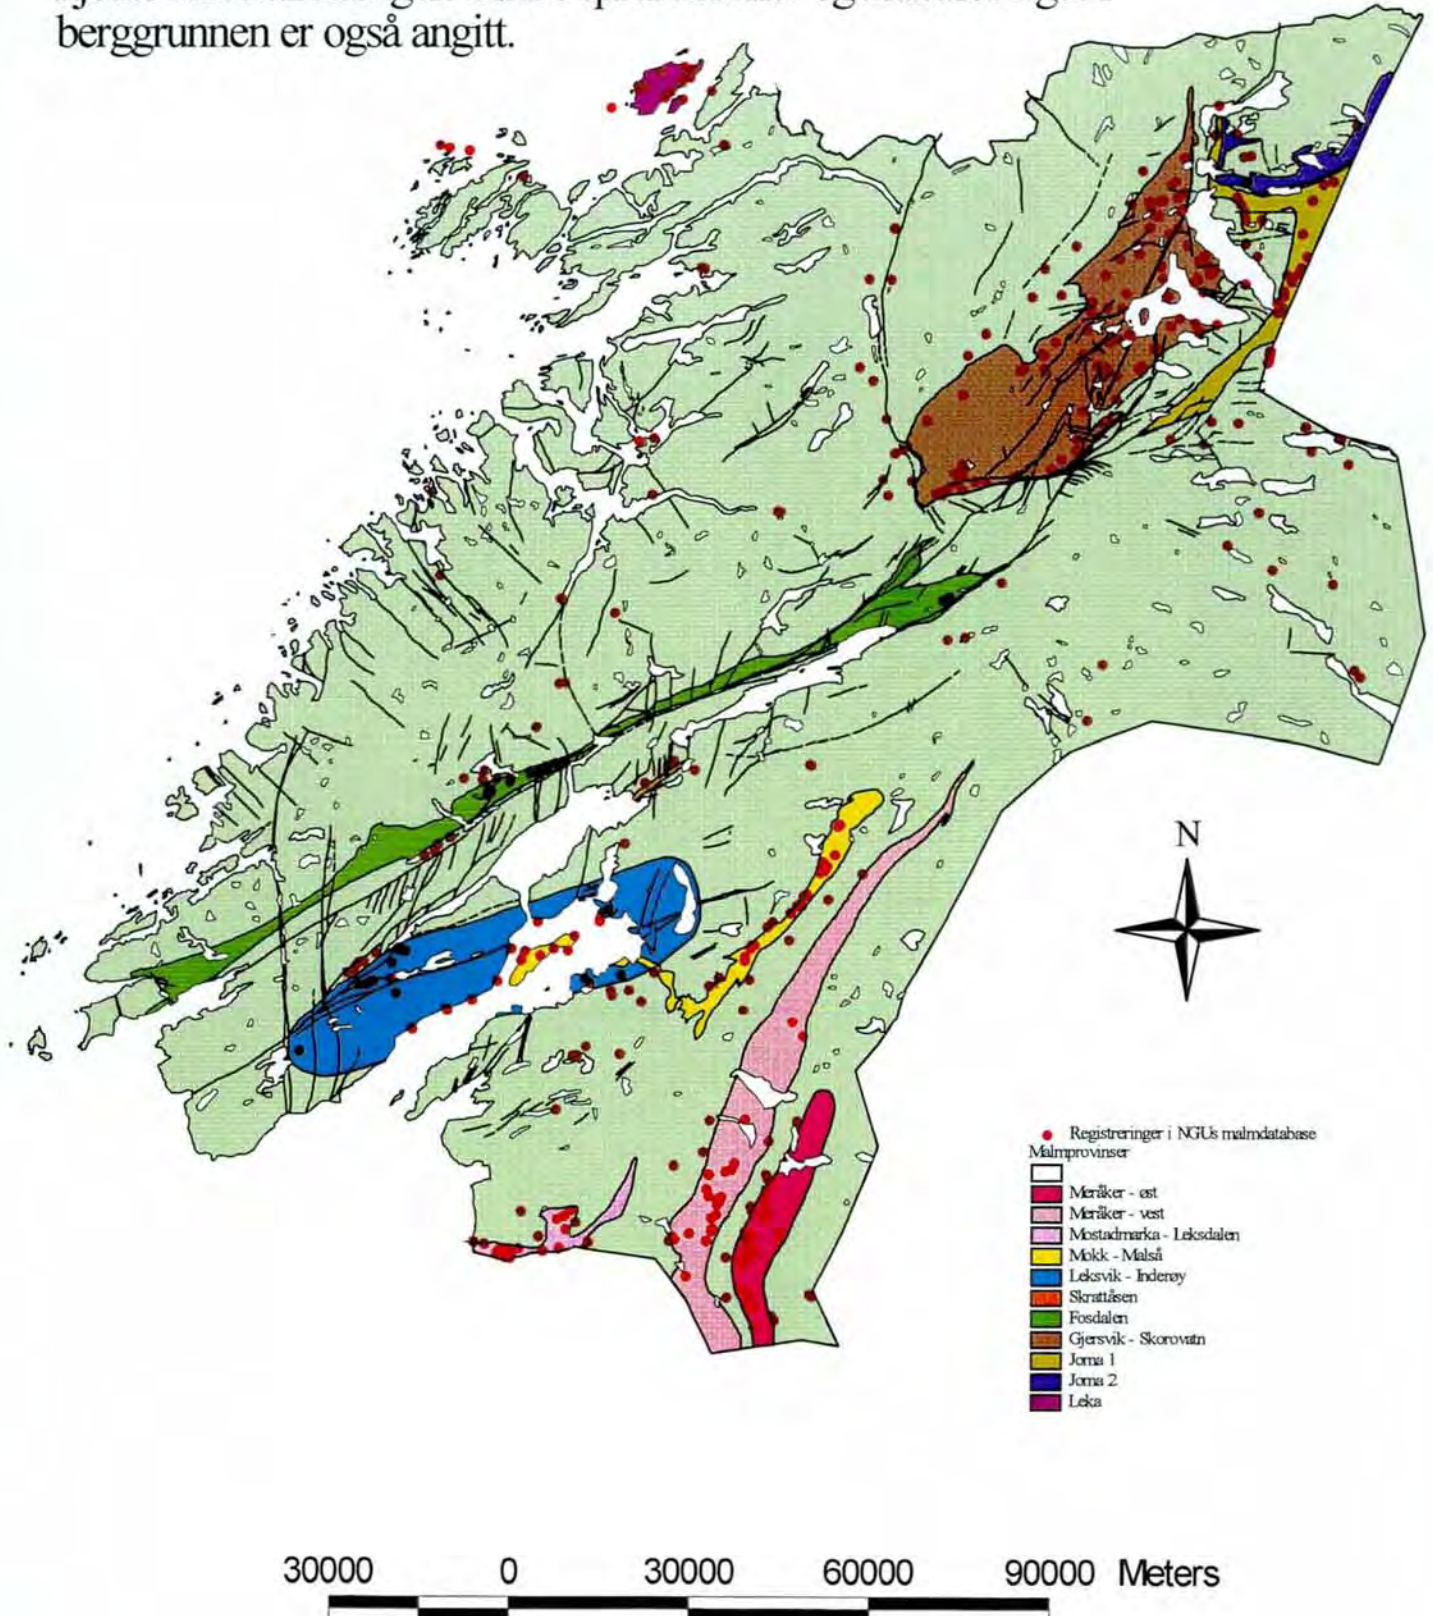 berggrunnen er også angitt.
N
Registreringer i NGUs malmdatabase
Malmprovinser
Meråker - øst
Meråker - vest
Mostadmarka - Leksdalen
Mokk - Malså
Leksvik - Inderøy
Skrattåsen
Fosdalen
Gjersvik - Skorovatn
Joma 1
Joma 2
Leka
30000 0 30000 60000 90000 Meters